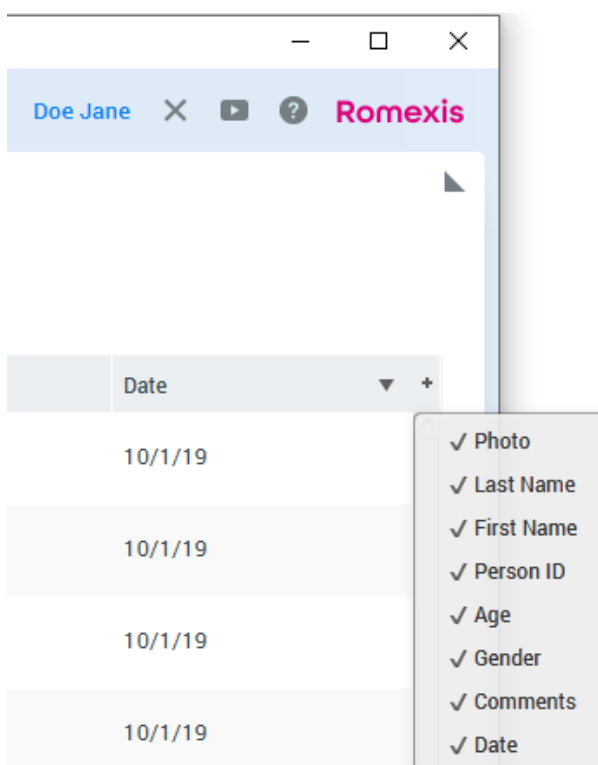 Doe Jane Romexis
Date
10/1/19
10/1/19
10/1/19
10/1/19
Photo
Last Name
First Name
Person ID
Age
Gender
Comments
Date